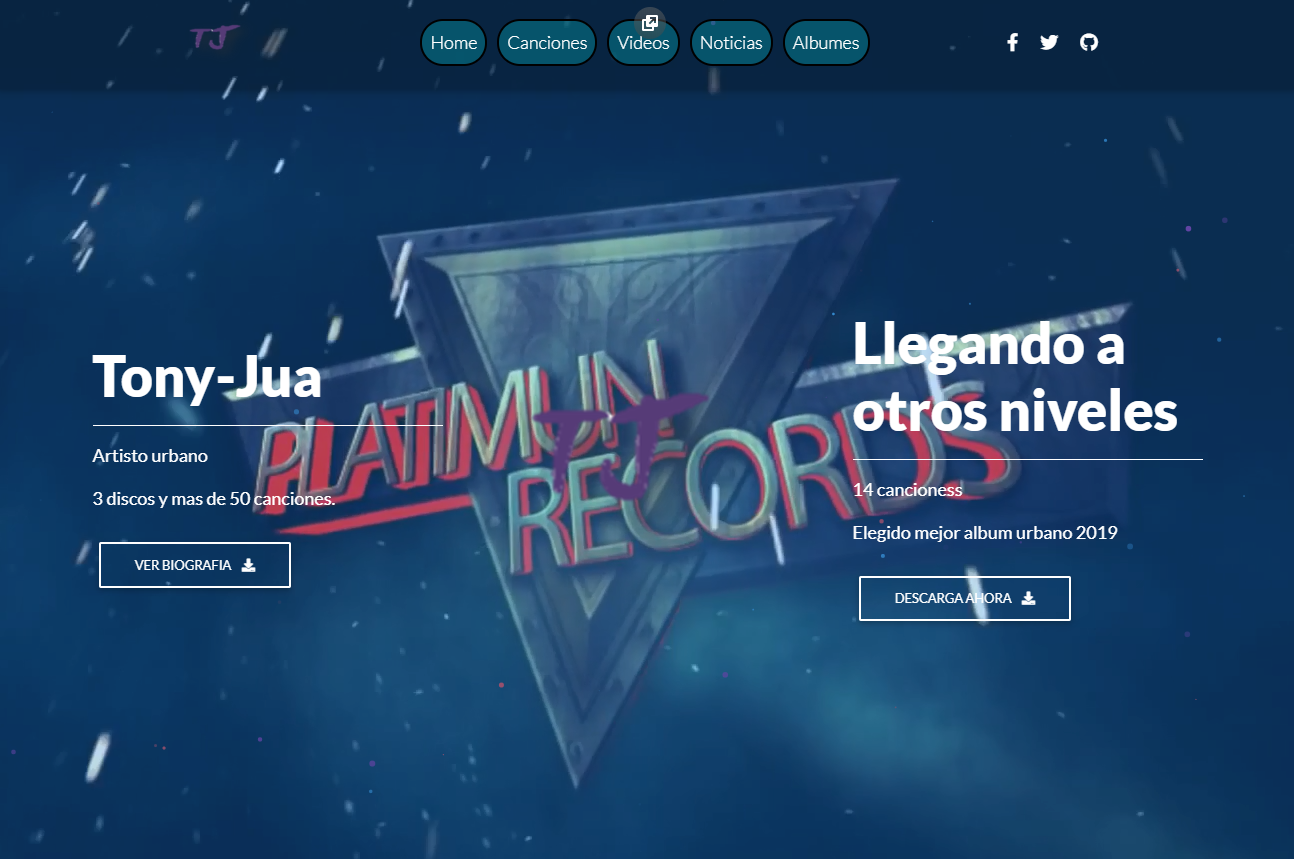 TJ
Home
Canciones
Videos
Noticias
Albumes
Tony-Jua
Artisto urbano
3 discos y mas de 50 canciones.
VER BIOGRAFIA
PLATIMUN
RECORDS
TJ
Llegando a
otros niveles
14 cancioness
Elegido mejor album urbano 2019
DESCARGA AHORA